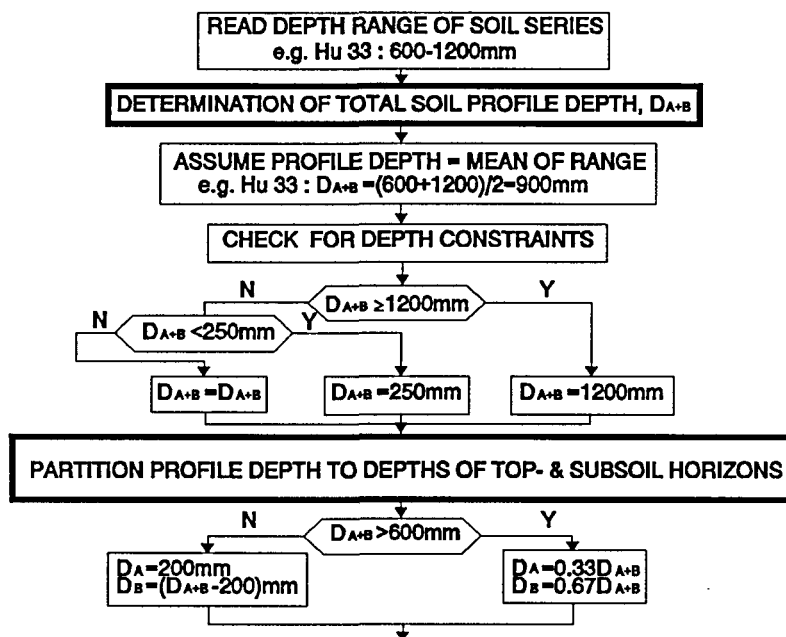 READ DEPTH RANGE OF SOIL SERIES
e.g. Hu 33 : 600-1200mm
DETERMINATION OF TOTAL SOIL PROFILE DEPTH, DA+B
ASSUME PROFILE DEPTH = MEAN OF RANGE
e.g. Hu 33 : DA+B =(600+1200)/2=900mm
CHECK FOR DEPTH CONSTRAINTS
N DA+B ≥1200mm Y
N DA+B <250mm Y
DA+B =DA+B DA+B =250mm DA+B =1200mm
PARTITION PROFILE DEPTH TO DEPTHS OF TOP- & SUBSOIL HORIZONS
N DA+B >600mm Y
DA=200mm DA=0.33DA+B
DB=(DA+B -200)mm DB=0.67DA+B